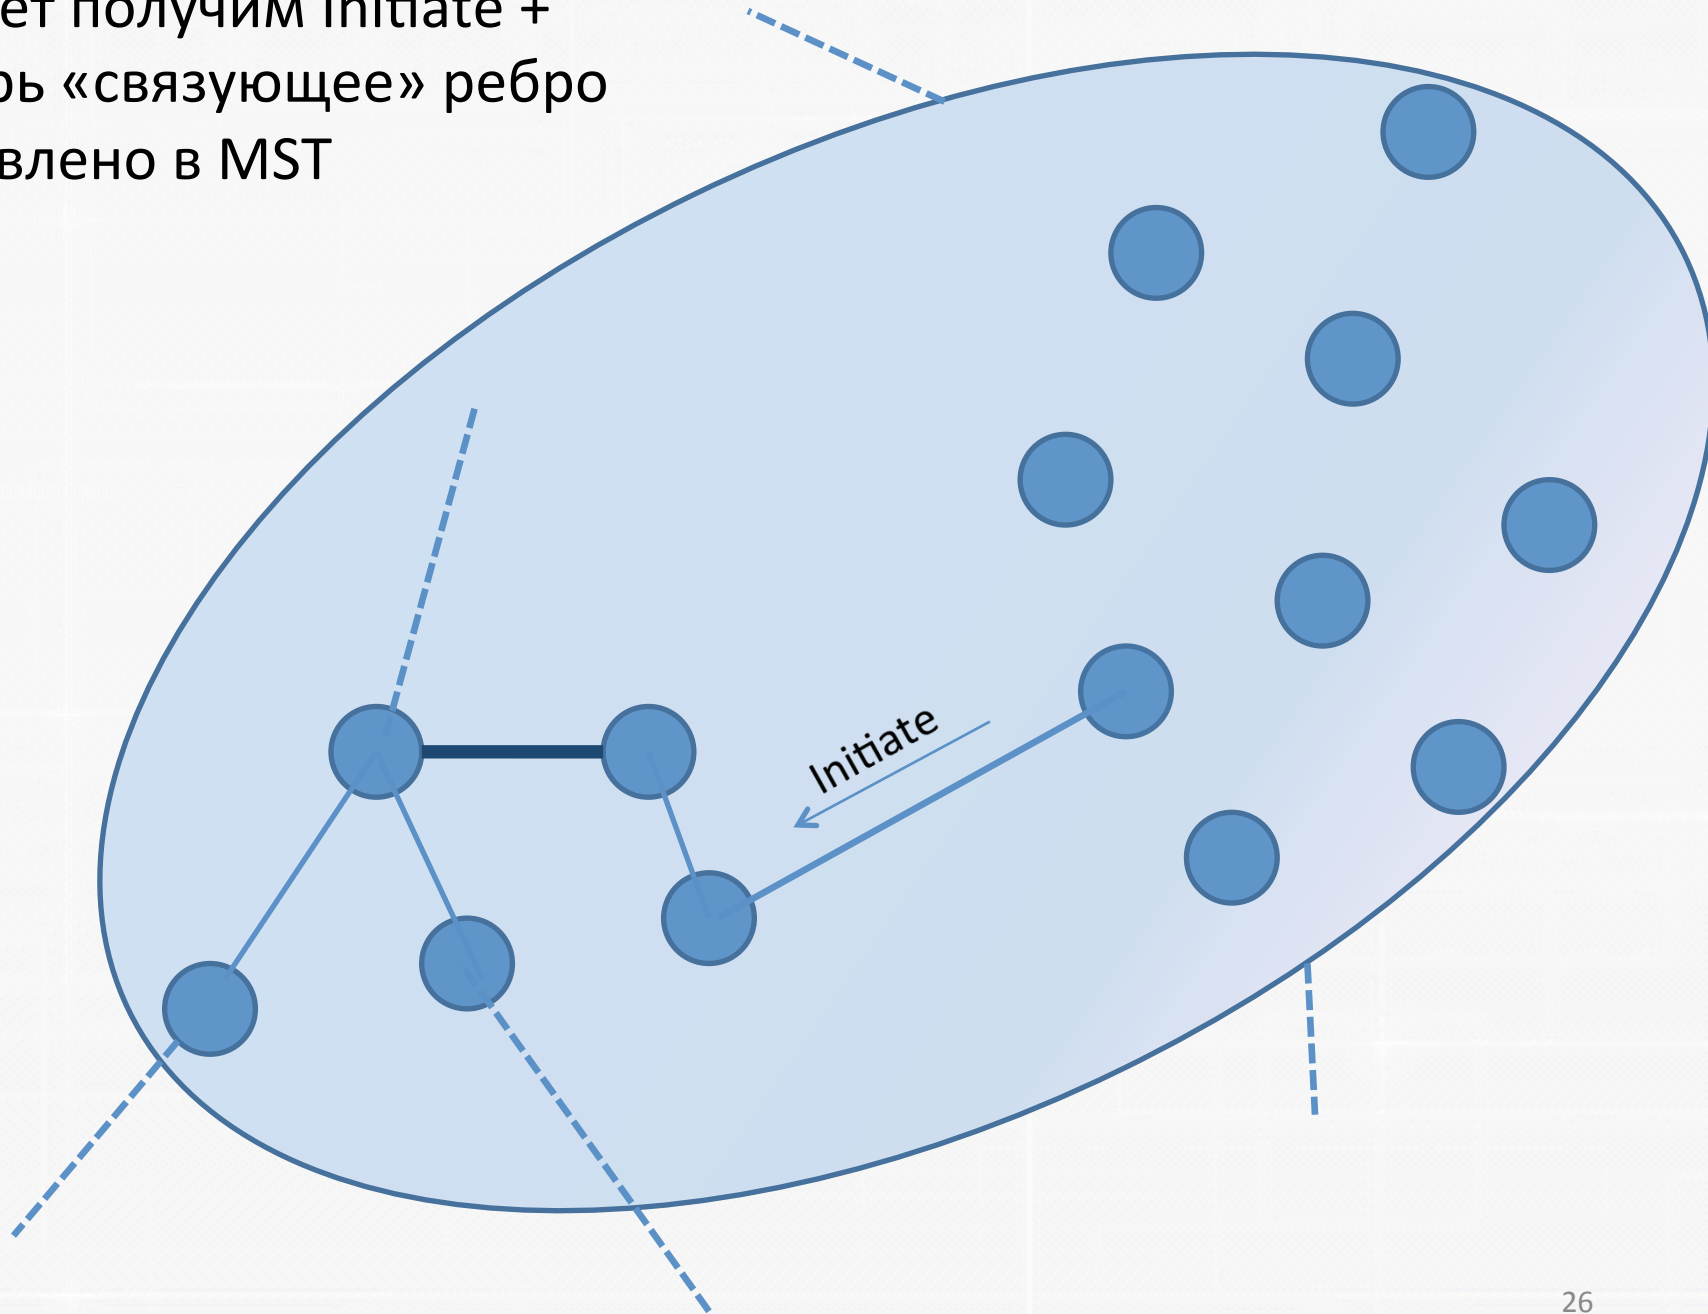 ет получим Initiate +
рь «связующее» ребро
влено в MST
Initiate
26